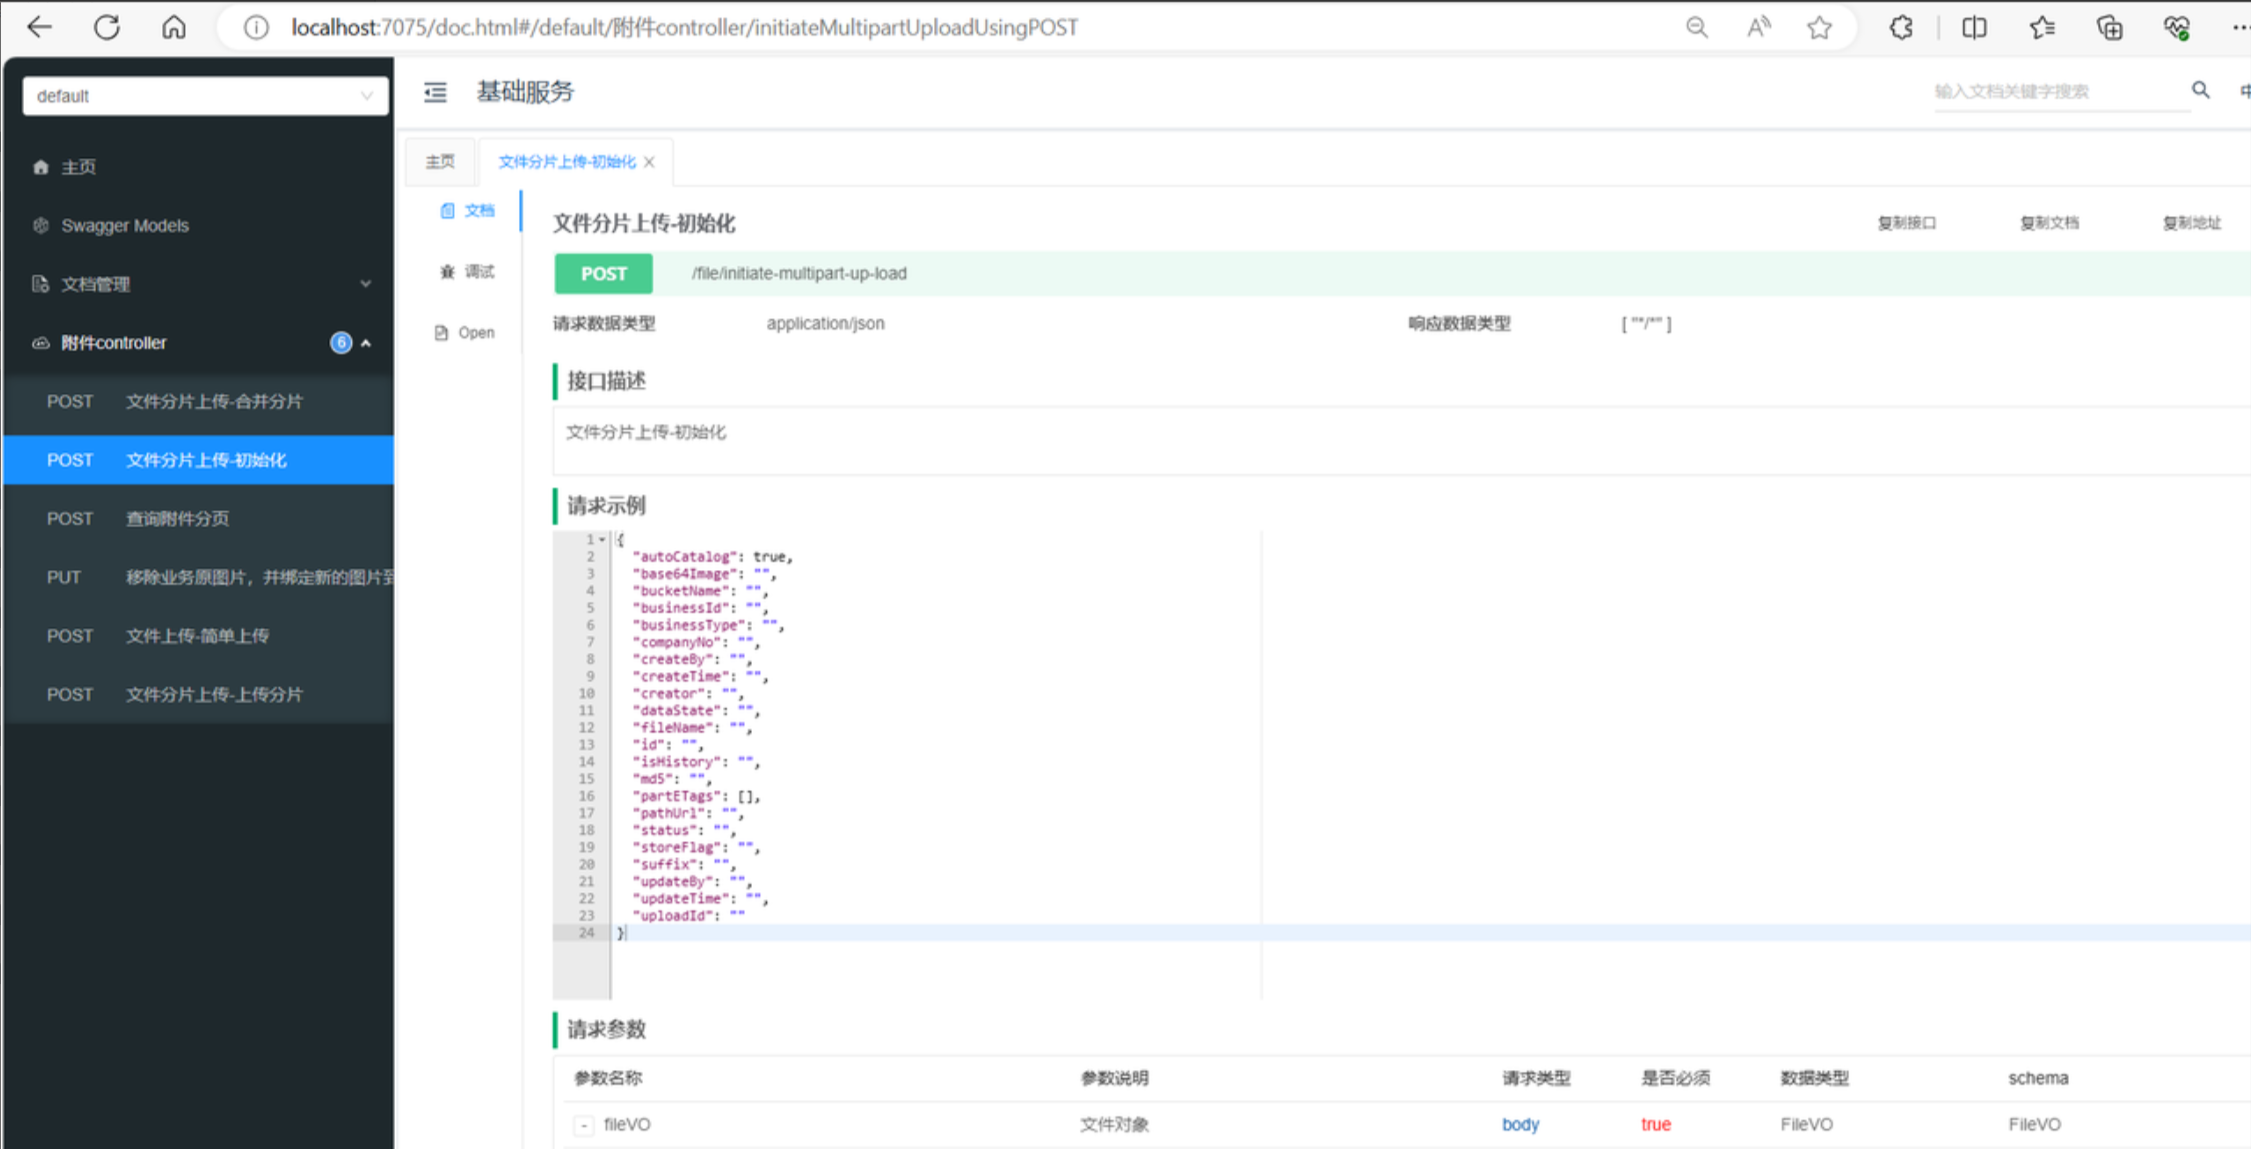 localhost:7075/doc.html#/default/附件controller/initiateMultipartUploadUsingPOST
default
基础服务
输入文档关键字搜索
主页
Swagger Models
文档管理
附件controller 6
POST 文件分片上传-合并分片
POST 文件分片上传-初始化
POST 查询附件分页
PUT 移除业务原图片，并绑定新的图片到
POST 文件上传-简单上传
POST 文件分片上传-上传分片
主页 文件分片上传-初始化
文档
调试
Open
文件分片上传-初始化 复制接口 复制文档 复制地址
POST /file/initiate-multipart-up-load
请求数据类型 application/json 响应数据类型 [ "*/*" ]
接口描述
文件分片上传-初始化
请求示例
1 {
2 "autoCatalog": true,
3 "base64Image": "",
4 "bucketName": "",
5 "businessId": "",
6 "businessType": "",
7 "companyNo": "",
8 "createBy": "",
9 "createTime": "",
10 "creator": "",
11 "dataState": "",
12 "fileName": "",
13 "id": "",
14 "isHistory": "",
15 "md5": "",
16 "partETags": [],
17 "pathUrl": "",
18 "status": "",
19 "storeFlag": "",
20 "suffix": "",
21 "updateBy": "",
22 "updateTime": "",
23 "uploadId": ""
24 }
请求参数
参数名称 参数说明 请求类型 是否必须 数据类型 schema
- fileVO 文件对象 body true FileVO FileVO